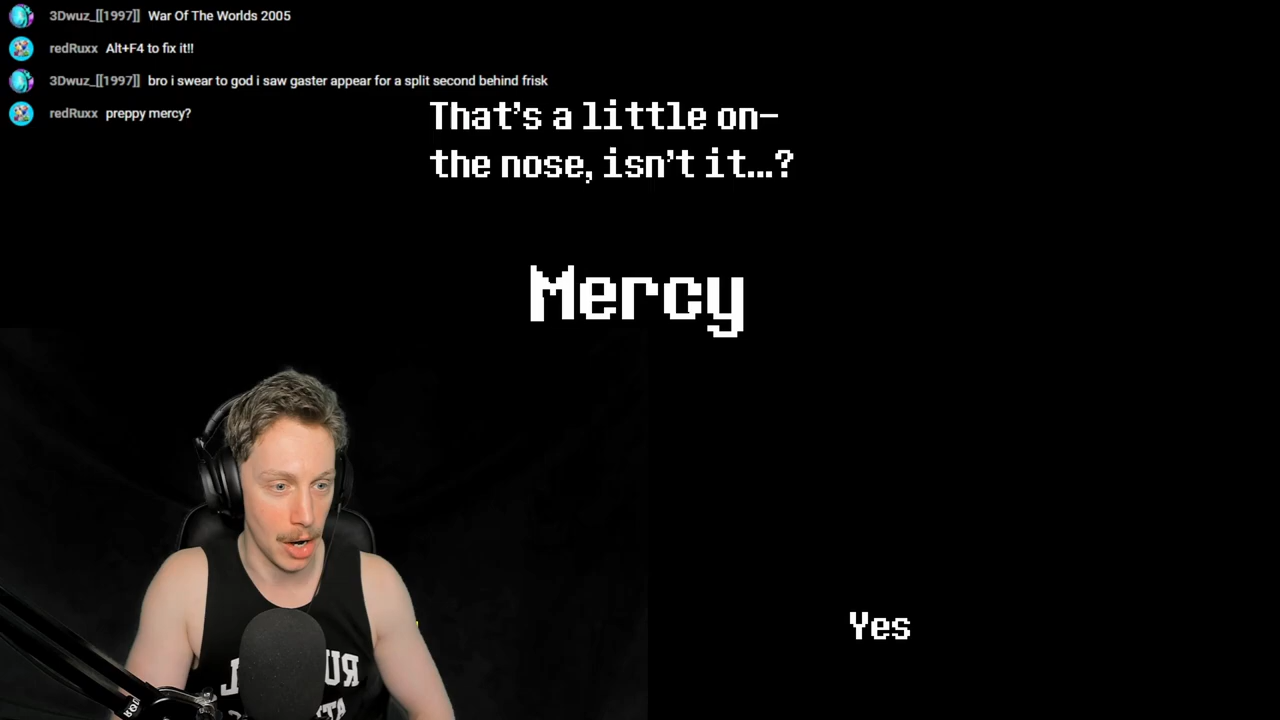 3Dwuz_[[1997]] War Of The Worlds 2005
redRuxx Alt+F4 to fix it!!
3Dwuz_[[1997]] bro i swear to god i saw gaster appear for a split second behind frisk
redRuxx preppy mercy?
That's a little on-
the nose, isn't it...?
Mercy
Yes